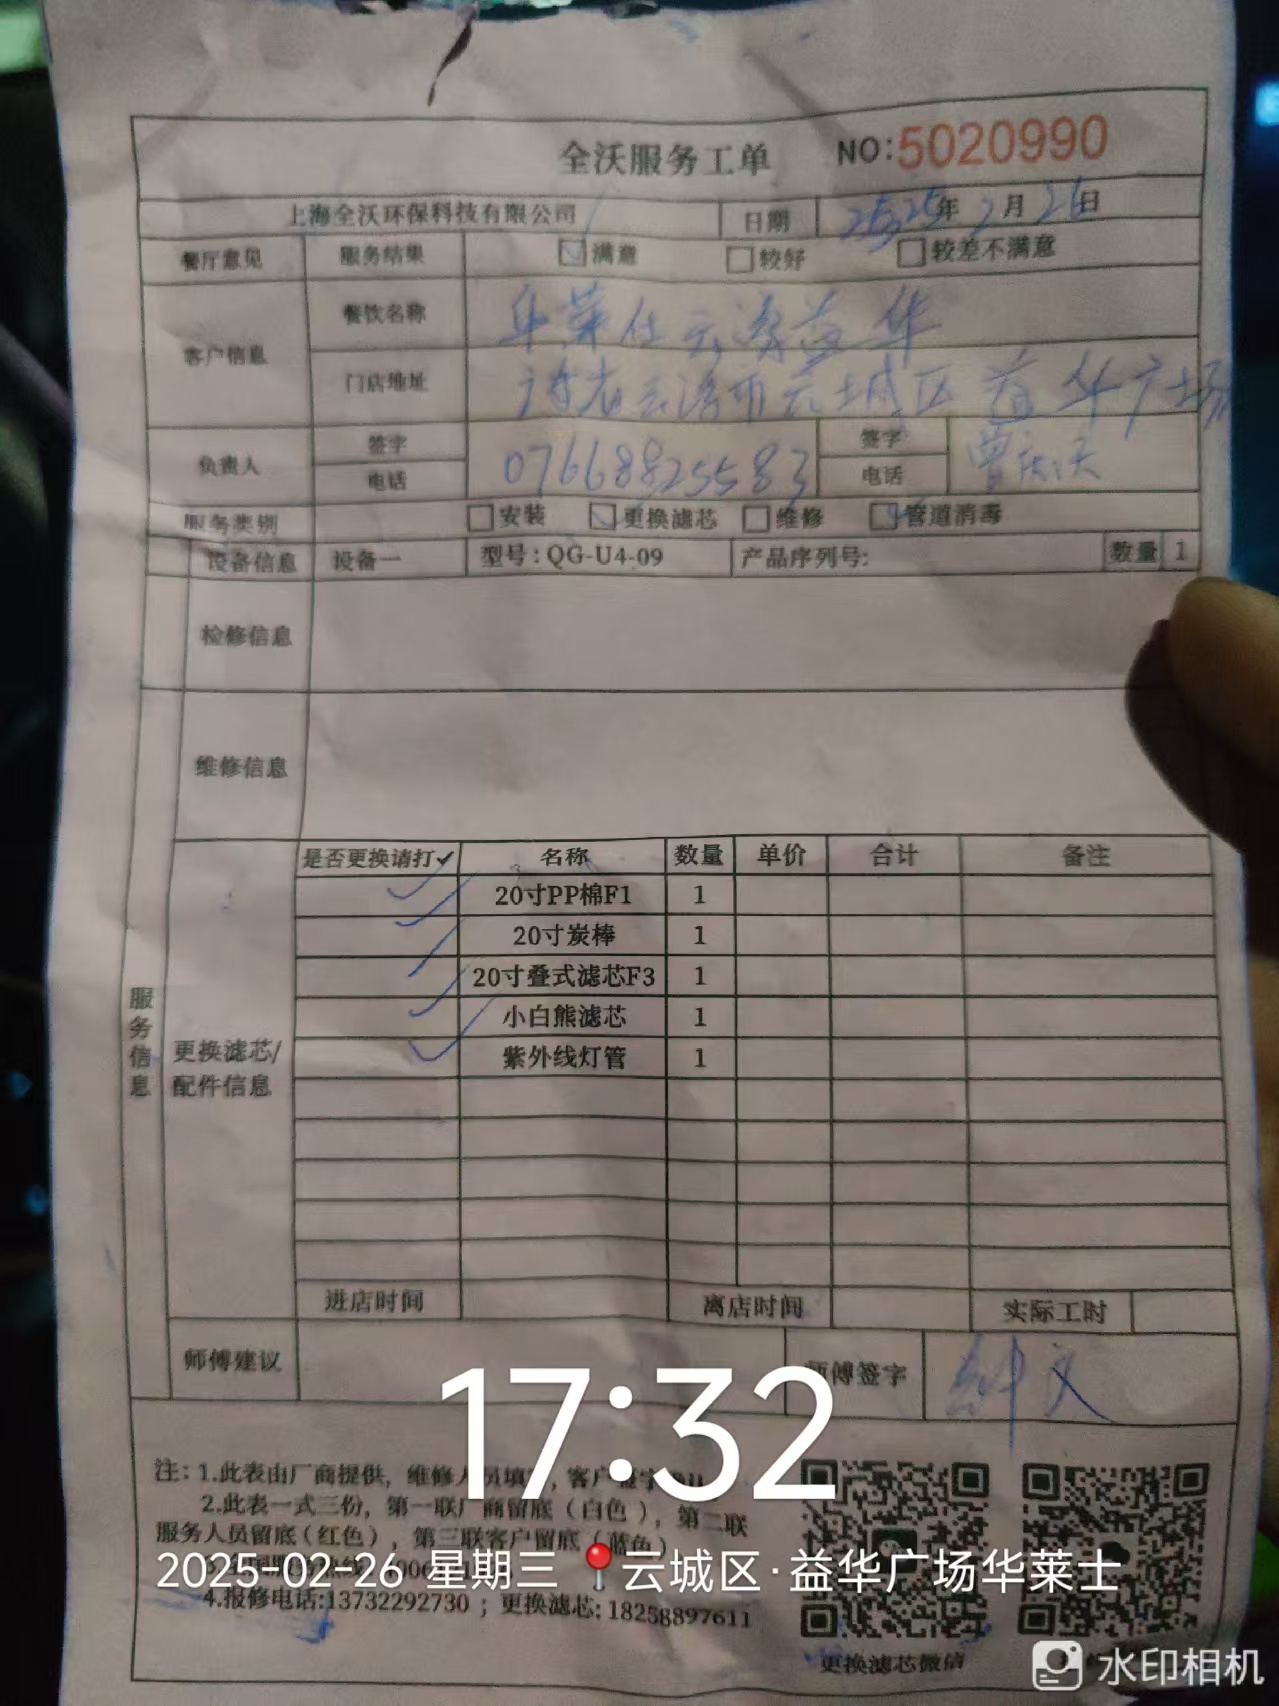 全沃服务工单 NO:5020990
上海全沃环保科技有限公司 日期 2025年2月26日
餐厅意见 服务结果 满意 较好 较差不满意
客户信息 餐饮名称 华莱仕云浮益华
门店地址 广东省云浮市云城区益华广场
负责人 签字 签字
电话 07668825583 电话
服务类别 安装 更换滤芯 维修 管道消毒
设备信息 设备一 型号:QG-U4-09 产品序列号: 数量 1
检修信息
维修信息
服务信息
更换滤芯/
配件信息
是否更换请打✓ 名称 数量 单价 合计 备注
✓ 20寸PP棉F1 1
✓ 20寸炭棒 1
✓ 20寸叠式滤芯F3 1
✓ 小白熊滤芯 1
✓ 紫外线灯管 1
进店时间 离店时间 实际工时
师傅建议 师傅签字
17:32
注:1.此表由厂商提供,维修人员填写,客户签字
2.此表一式三份,第一联厂商留底(白色),第二联
服务人员留底(红色),第三联客户留底(蓝色)
2025-02-26 星期三 云城区·益华广场华莱士
4.报修电话:13732292730;更换滤芯:18258897611
更换滤芯微信
水印相机